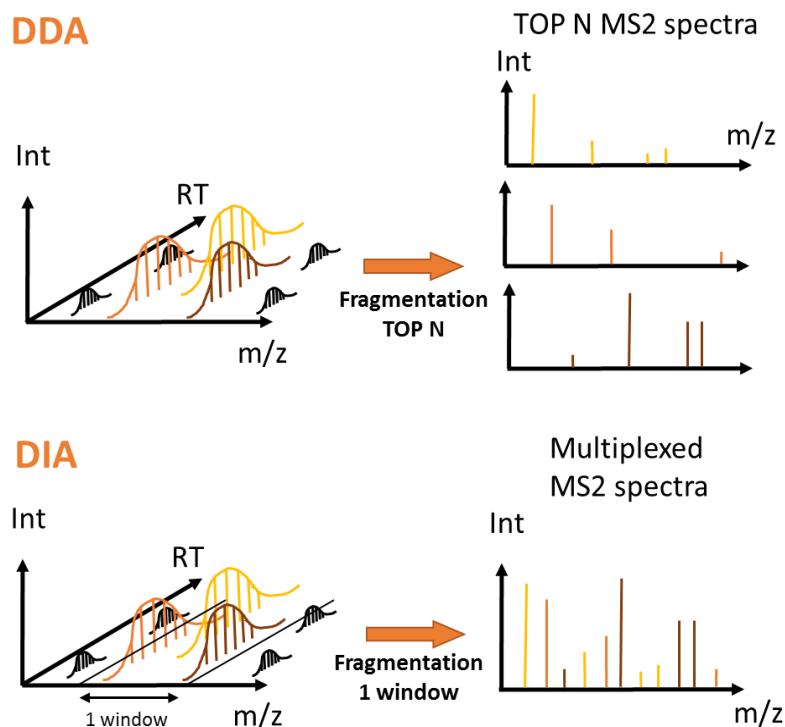 DDA
TOP N MS2 spectra
Int
m/z
Int
RT
Fragmentation
TOP N
m/z
DIA
Multiplexed
MS2 spectra
Int
RT
Fragmentation
1 window
1 window
m/z